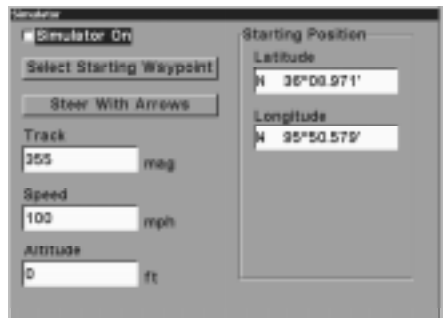 Simulator
Simulator On
Select Starting Waypoint
Steer With Arrows
Track
355 mag
Speed
100 mph
Altitude
0 ft
Starting Position
Latitude
N 36°08.971'
Longitude
W 95°50.579'